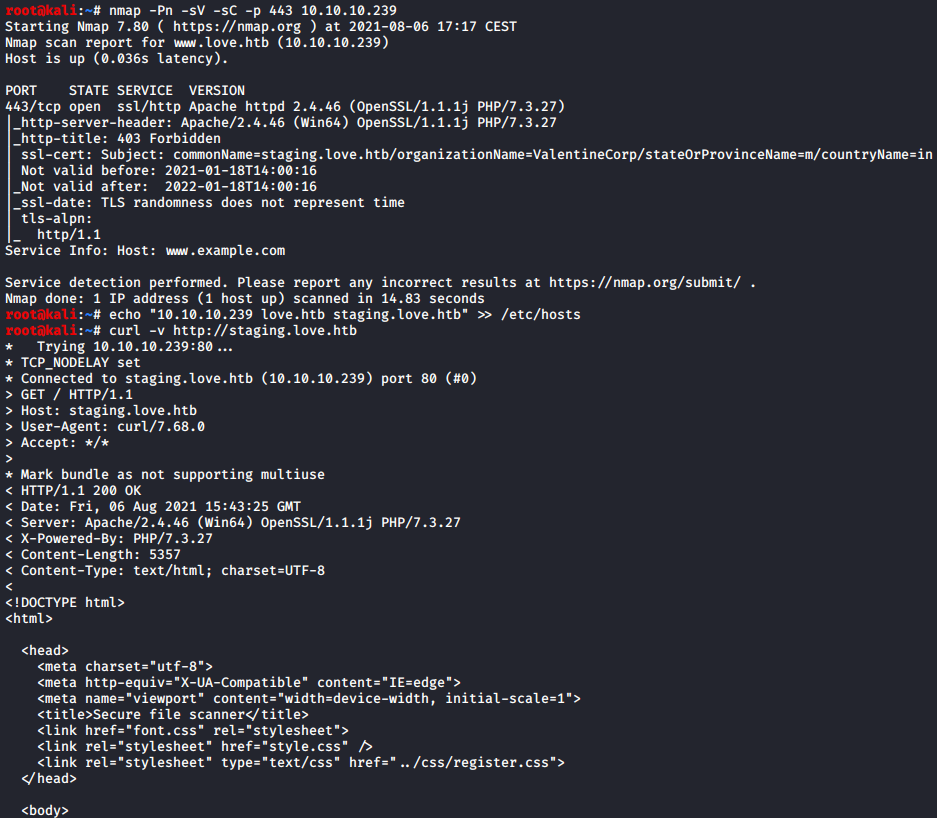 root@kali:~# nmap -Pn -sV -sC -p 443 10.10.10.239
Starting Nmap 7.80 ( https://nmap.org ) at 2021-08-06 17:17 CEST
Nmap scan report for www.love.htb (10.10.10.239)
Host is up (0.036s latency).
PORT    STATE SERVICE  VERSION
443/tcp open  ssl/http Apache httpd 2.4.46 (OpenSSL/1.1.1j PHP/7.3.27)
|_http-server-header: Apache/2.4.46 (Win64) OpenSSL/1.1.1j PHP/7.3.27
|_http-title: 403 Forbidden
| ssl-cert: Subject: commonName=staging.love.htb/organizationName=ValentineCorp/stateOrProvinceName=m/countryName=in
| Not valid before: 2021-01-18T14:00:16
|_Not valid after:  2022-01-18T14:00:16
|_ssl-date: TLS randomness does not represent time
| tls-alpn:
|_  http/1.1
Service Info: Host: www.example.com
Service detection performed. Please report any incorrect results at https://nmap.org/submit/ .
Nmap done: 1 IP address (1 host up) scanned in 14.83 seconds
root@kali:~# echo "10.10.10.239 love.htb staging.love.htb" >> /etc/hosts
root@kali:~# curl -v http://staging.love.htb
*   Trying 10.10.10.239:80...
* TCP_NODELAY set
* Connected to staging.love.htb (10.10.10.239) port 80 (#0)
> GET / HTTP/1.1
> Host: staging.love.htb
> User-Agent: curl/7.68.0
> Accept: */*
>
* Mark bundle as not supporting multiuse
< HTTP/1.1 200 OK
< Date: Fri, 06 Aug 2021 15:43:25 GMT
< Server: Apache/2.4.46 (Win64) OpenSSL/1.1.1j PHP/7.3.27
< X-Powered-By: PHP/7.3.27
< Content-Length: 5357
< Content-Type: text/html; charset=UTF-8
<
<!DOCTYPE html>
<html>
  <head>
    <meta charset="utf-8">
    <meta http-equiv="X-UA-Compatible" content="IE=edge">
    <meta name="viewport" content="width=device-width, initial-scale=1">
    <title>Secure file scanner</title>
    <link href="font.css" rel="stylesheet">
    <link rel="stylesheet" href="style.css" />
    <link rel="stylesheet" type="text/css" href="../css/register.css">
  </head>
  <body>